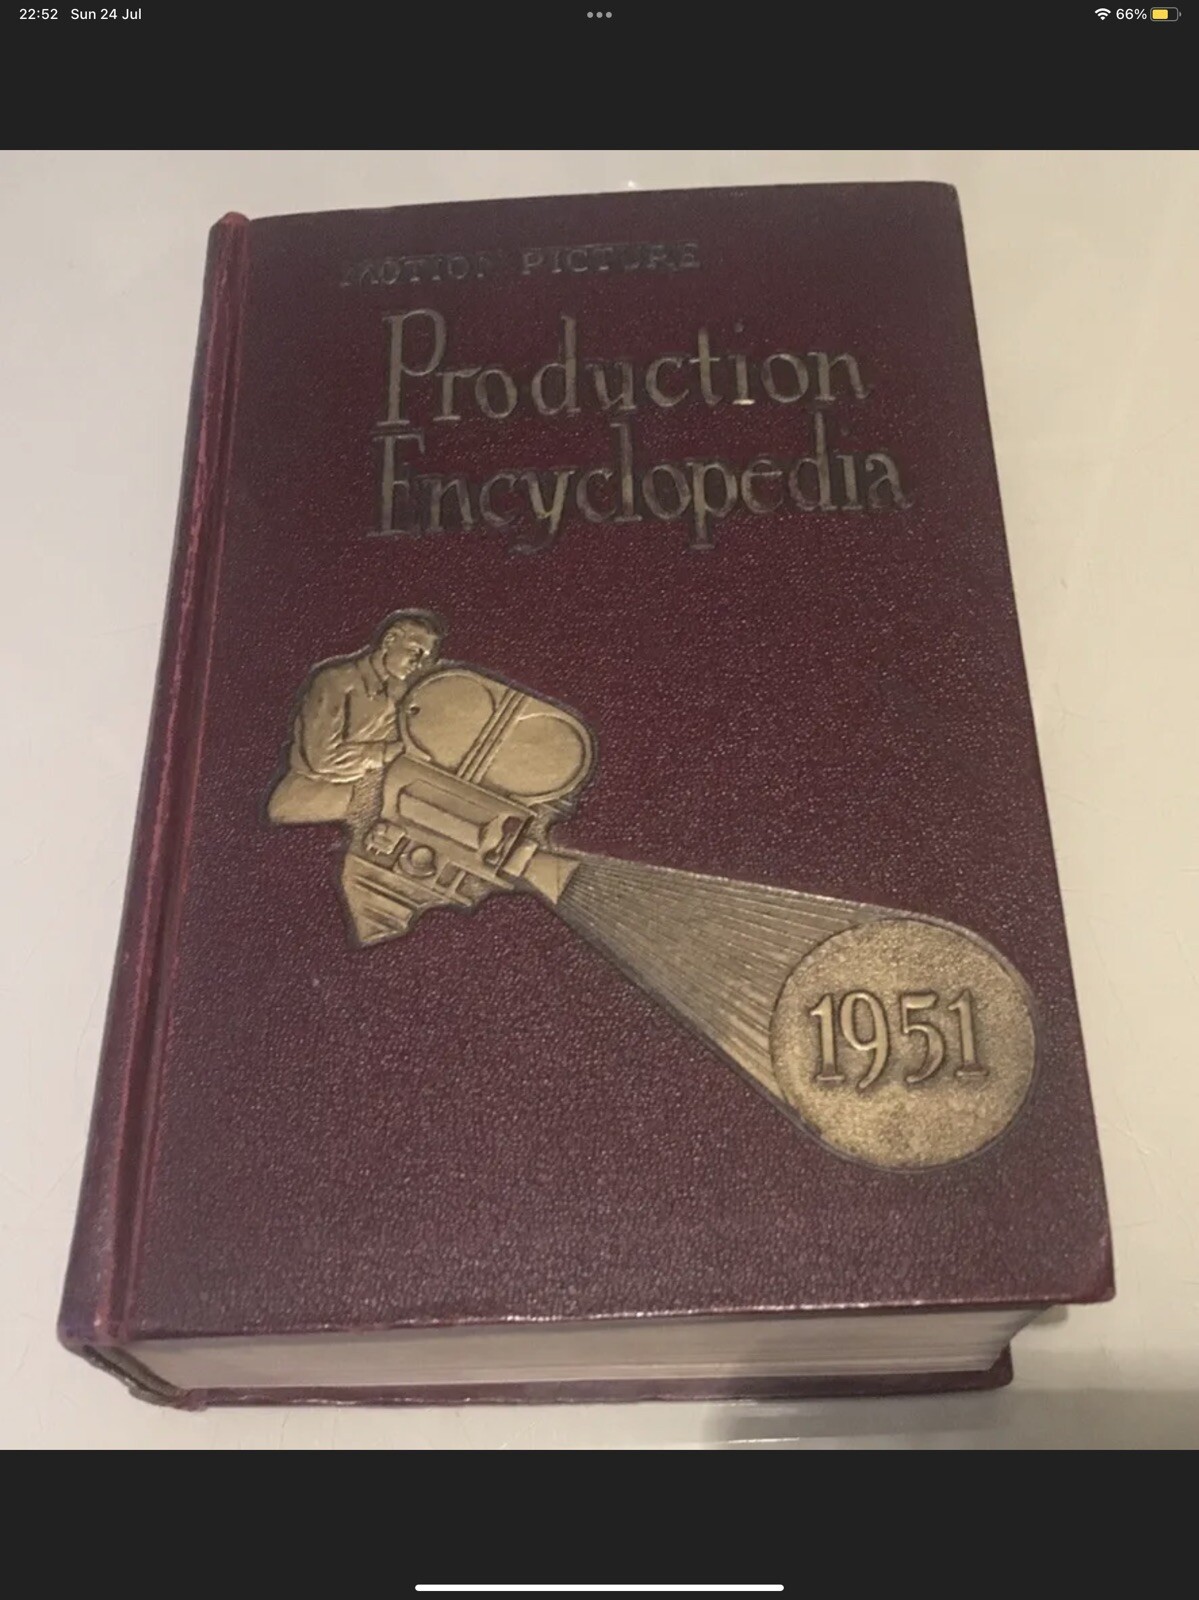 22:52 Sun 24 Jul
66%
MOTION PICTURE
Production
Encyclopedia
1951